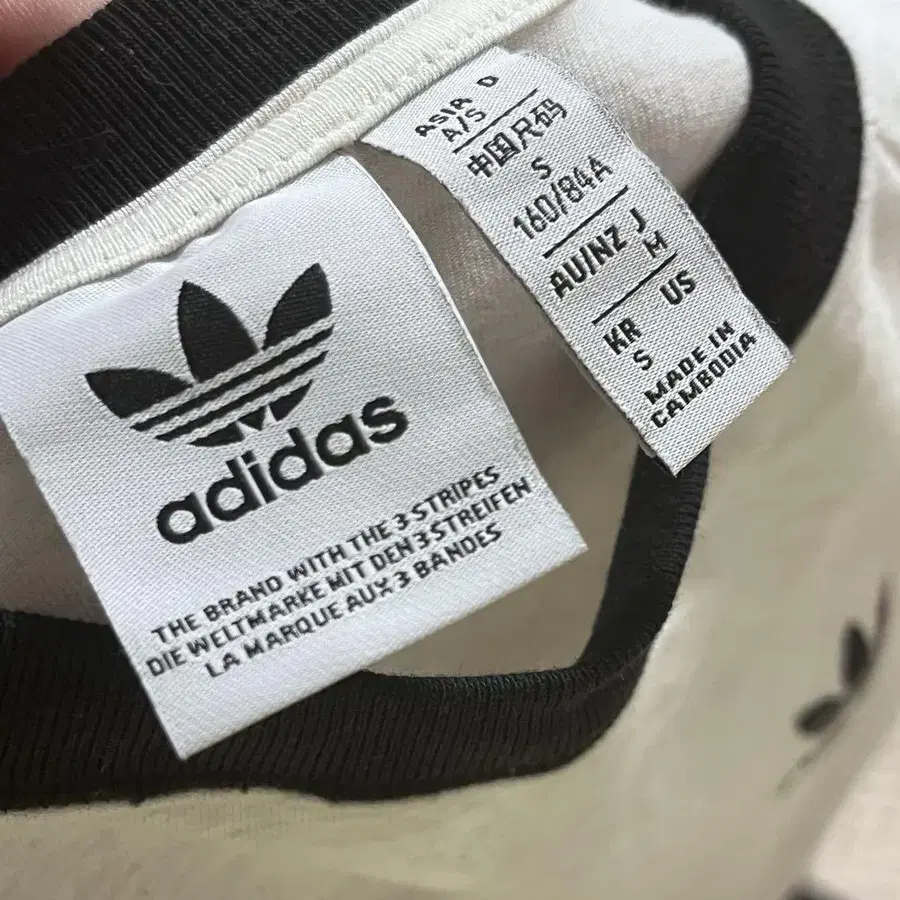 adidas
THE BRAND WITH THE 3 STRIPES
DIE WELTMARKE MIT DEN 3 STREIFEN
LA MARQUE AUX 3 BANDES
ASIA D
A/S
中国尺码
S
160/84A
AU/NZ J
M
KR US
S
MADE IN
CAMBODIA